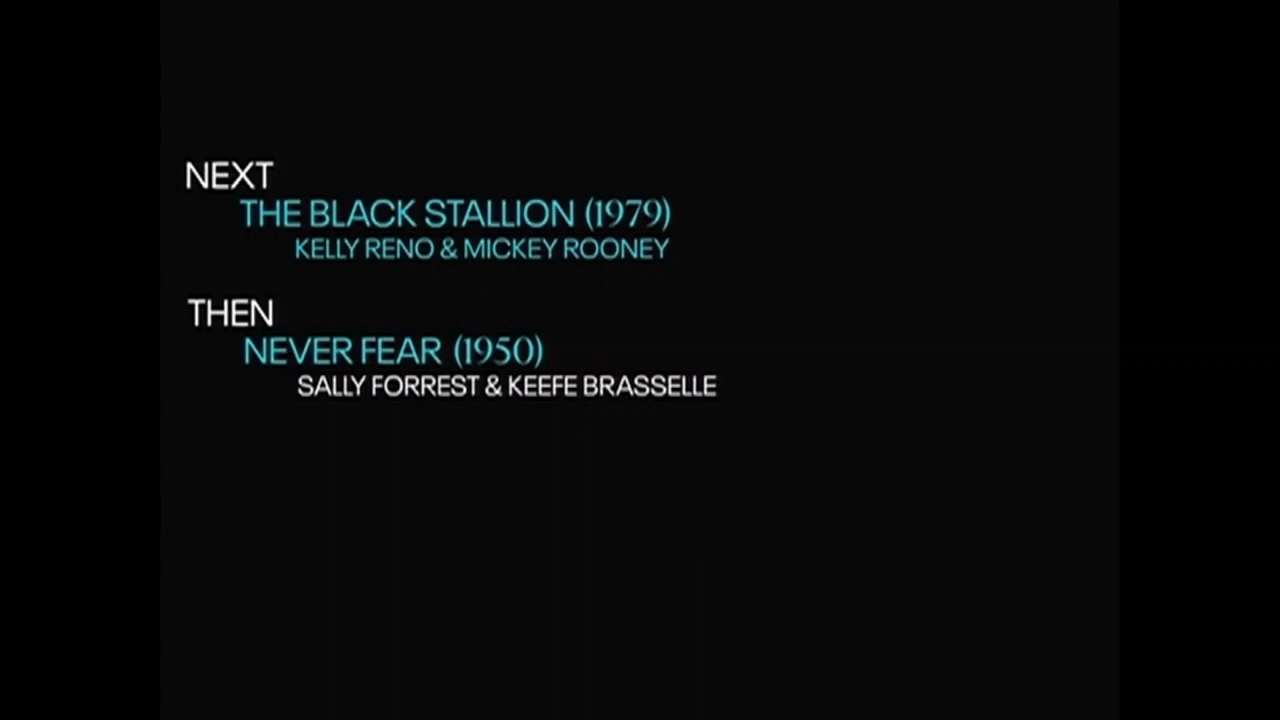 NEXT
THE BLACK STALLION (1979)
KELLY RENO & MICKEY ROONEY
THEN
NEVER FEAR (1950)
SALLY FORREST & KEEFE BRASSELLE